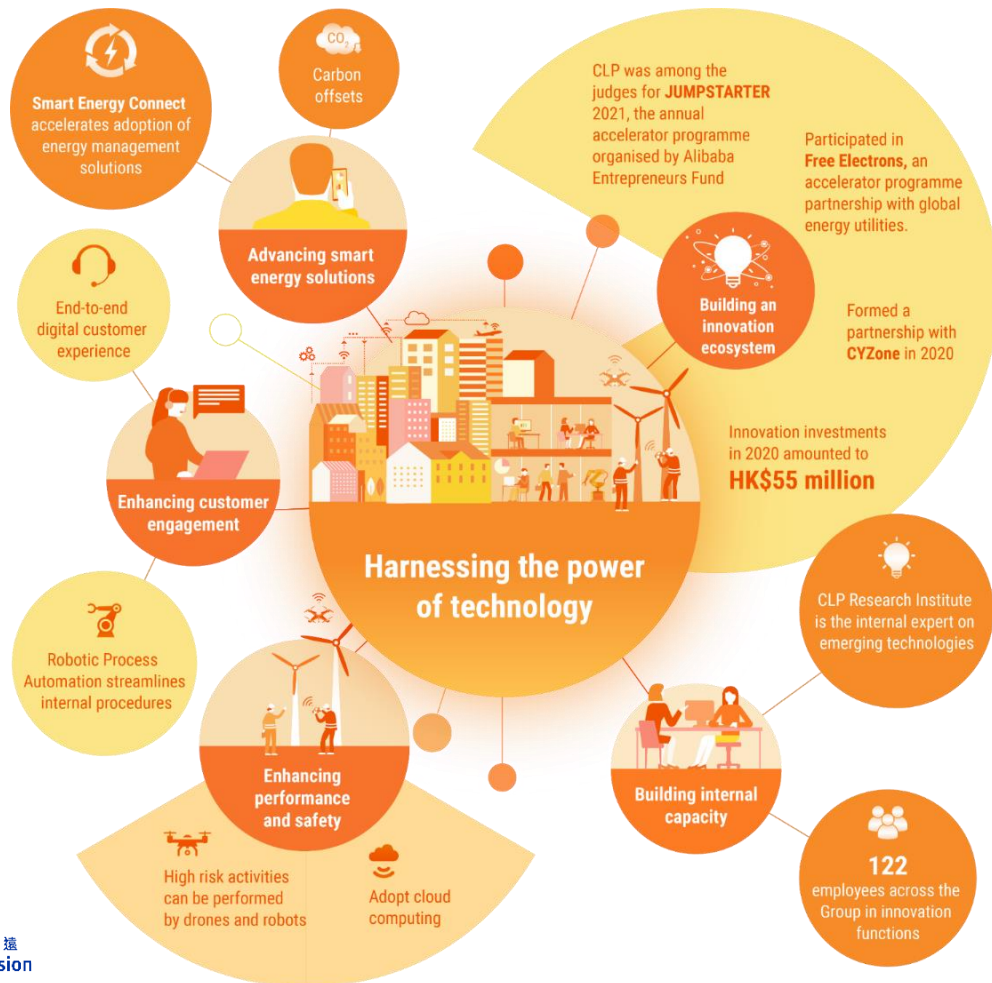 CO2
Carbon
offsets
Smart Energy Connect
accelerates adoption of
energy management
solutions
Advancing smart
energy solutions
CLP was among the
judges for JUMPSTARTER
2021, the annual
accelerator programme
organised by Alibaba
Entrepreneurs Fund
Participated in
Free Electrons, an
accelerator programme
partnership with global
energy utilities.
Building an
innovation
ecosystem
Formed a
partnership with
CYZone in 2020
Innovation investments
in 2020 amounted to
HK$55 million
End-to-end
digital customer
experience
Enhancing customer
engagement
Robotic Process
Automation streamlines
internal procedures
Harnessing the power
of technology
CLP Research Institute
is the internal expert on
emerging technologies
Building internal
capacity
122
employees across the
Group in innovation
functions
Enhancing
performance
and safety
High risk activities
can be performed
by drones and robots
Adopt cloud
computing
遠
sion